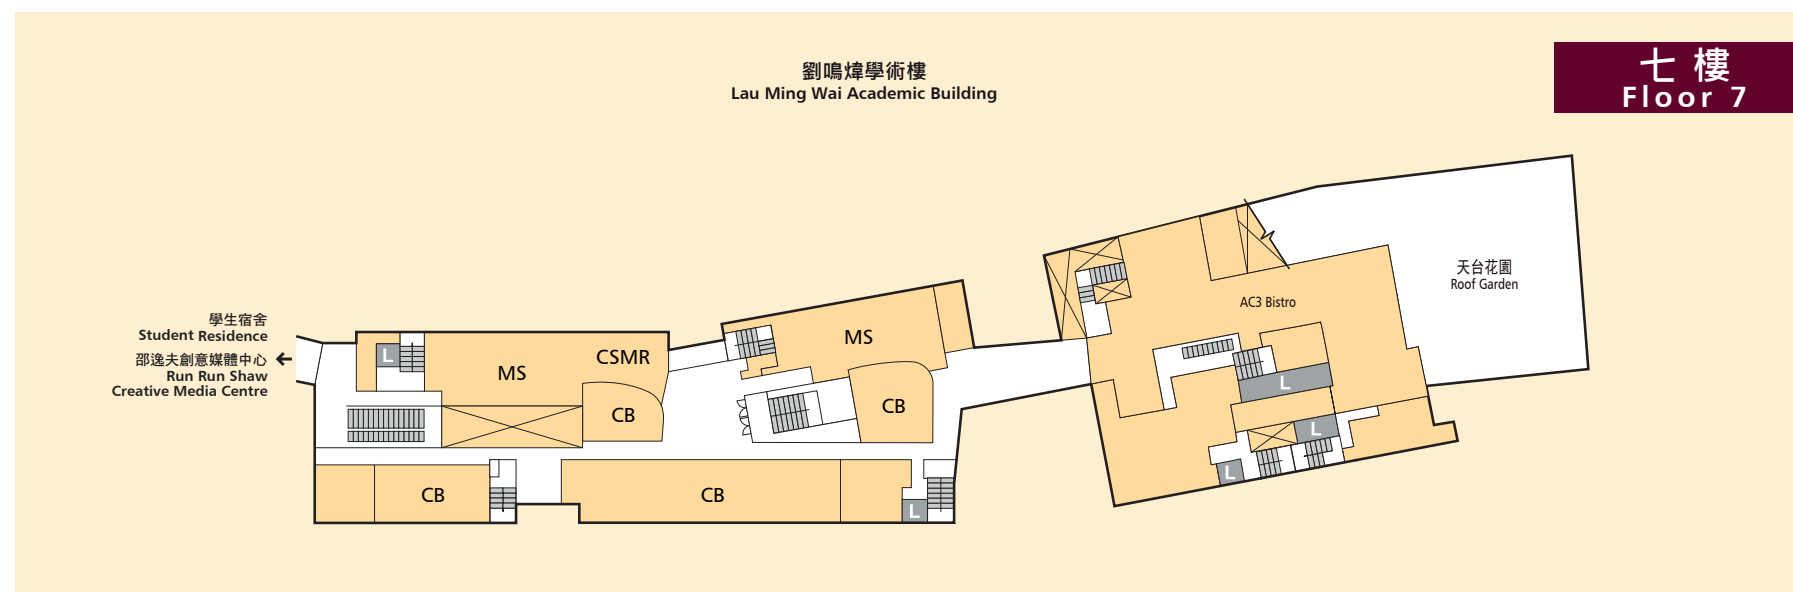 劉鳴煒學術樓
Lau Ming Wai Academic Building
七樓
Floor 7
天台花園
Roof Garden
AC3 Bistro
學生宿舍
Student Residence
邵逸夫創意媒體中心
Run Run Shaw
Creative Media Centre
L
MS
CSMR
CB
MS
CB
CB
CB
L
L
L
L